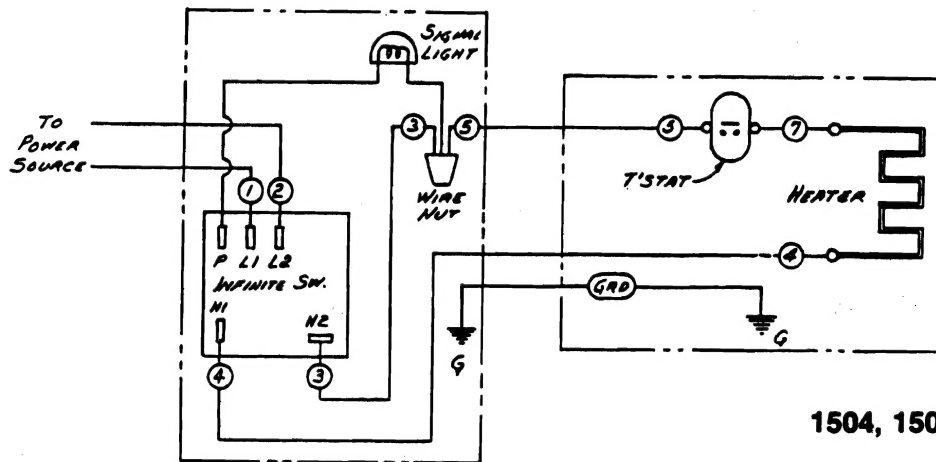 SIGNAL
LIGHT
TO
POWER
SOURCE
3
5
5
7
T'STAT
HEATER
WIRE
NUT
1
2
P L1 L2
INFINITE SW.
H1
H2
4
GRD
G
G
4
3
1504, 150